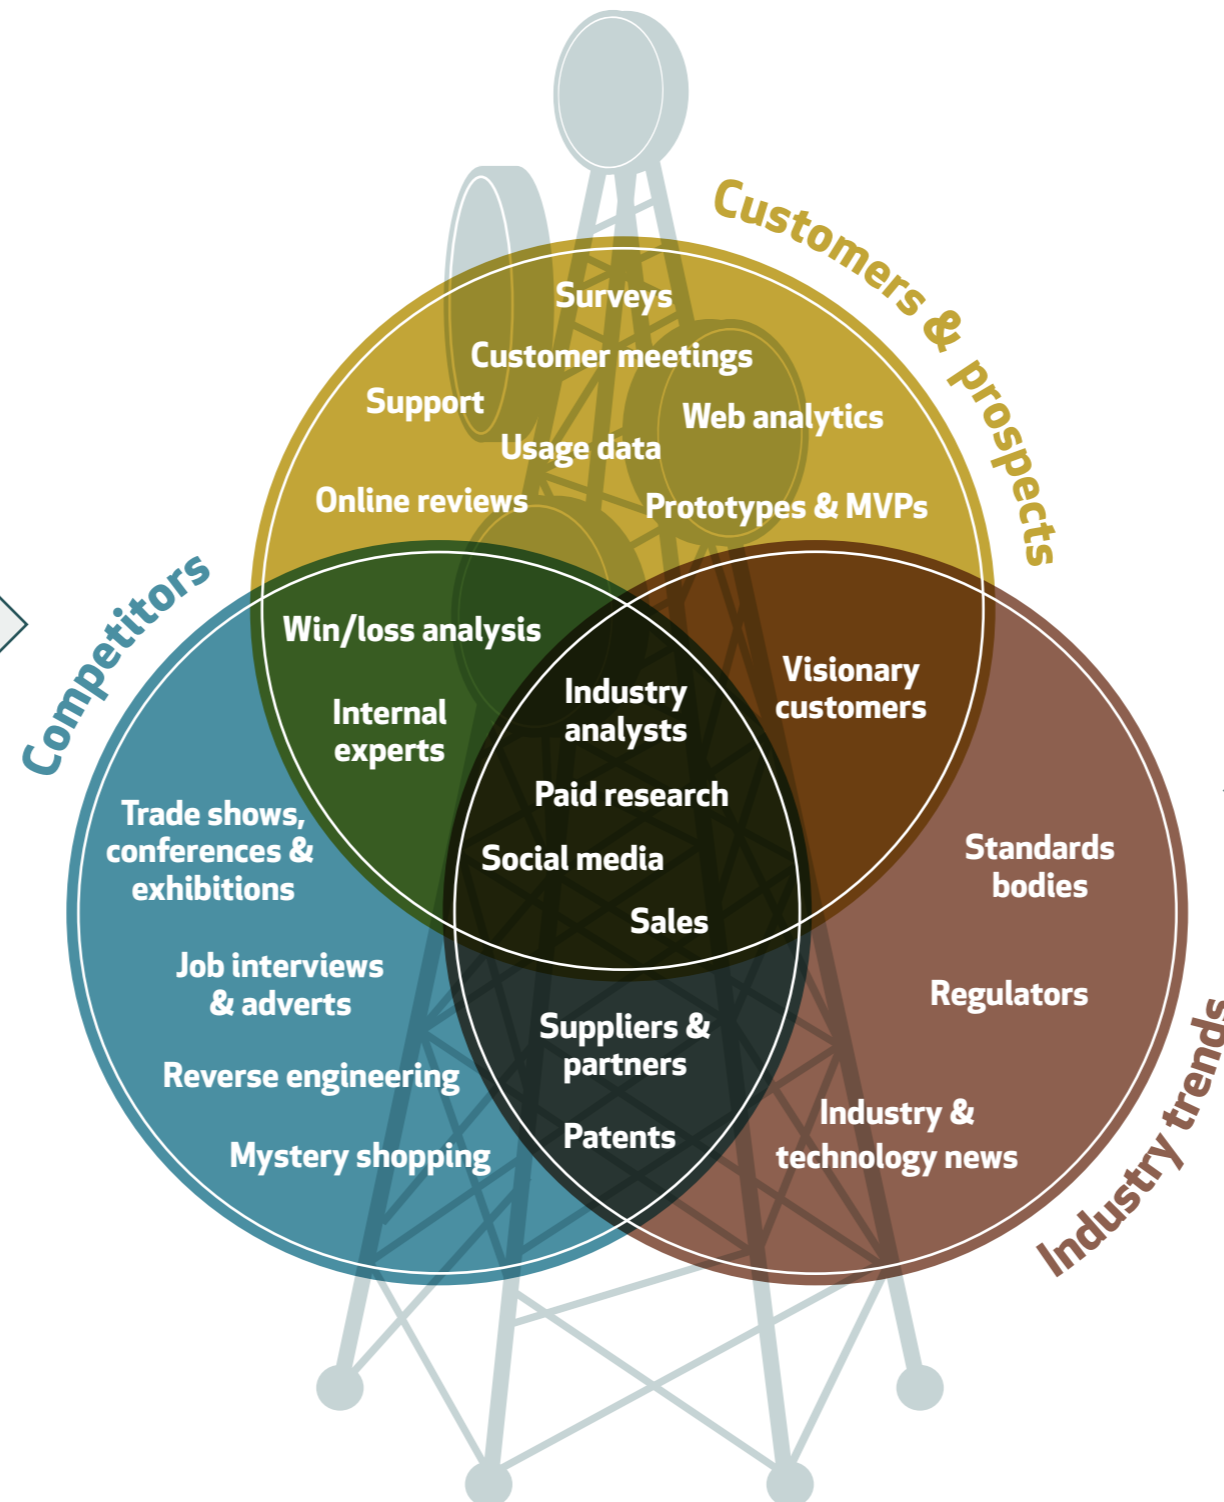 Customers & prospects
Surveys
Customer meetings
Support
Web analytics
Usage data
Online reviews
Prototypes & MVPs
Competitors
Win/loss analysis
Internal
experts
Industry
analysts
Visionary
customers
Paid research
Social media
Sales
Trade shows,
conferences &
exhibitions
Job interviews
& adverts
Reverse engineering
Mystery shopping
Suppliers &
partners
Patents
Standards
bodies
Regulators
Industry &
technology news
Industry trends